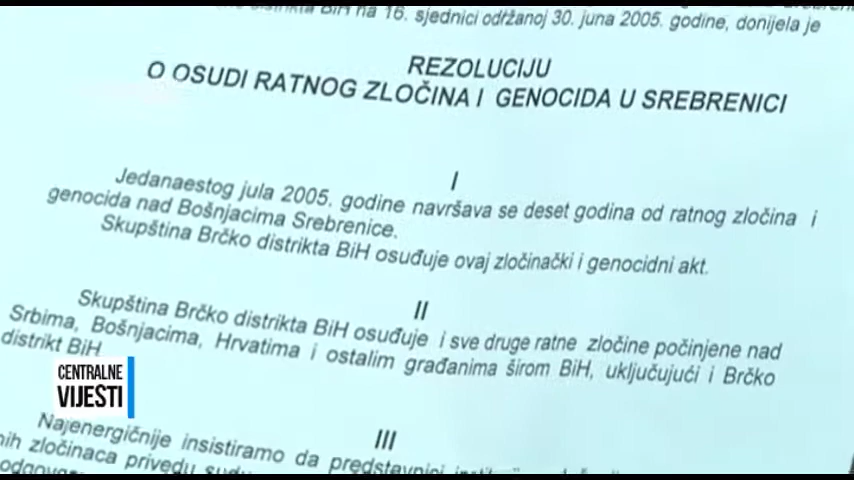 distrikta BiH na 16. sjednici održanoj 30. juna 2005. godine, donijela je
REZOLUCIJU
O OSUDI RATNOG ZLOČINA I GENOCIDA U SREBRENICI
I
Jedanaestog jula 2005. godine navršava se deset godina od ratnog zločina i
genocida nad Bošnjacima Srebrenice.
Skupština Brčko distrikta BiH osuđuje ovaj zločinački i genocidni akt.
II
Skupština Brčko distrikta BiH osuđuje i sve druge ratne zločine počinjene nad
Srbima, Bošnjacima, Hrvatima i ostalim građanima širom BiH, uključujući i Brčko
distrikt BiH
CENTRALNE
VIJESTI
III
Najenergičnije insistiramo da predstavnici
zločinaca privedu